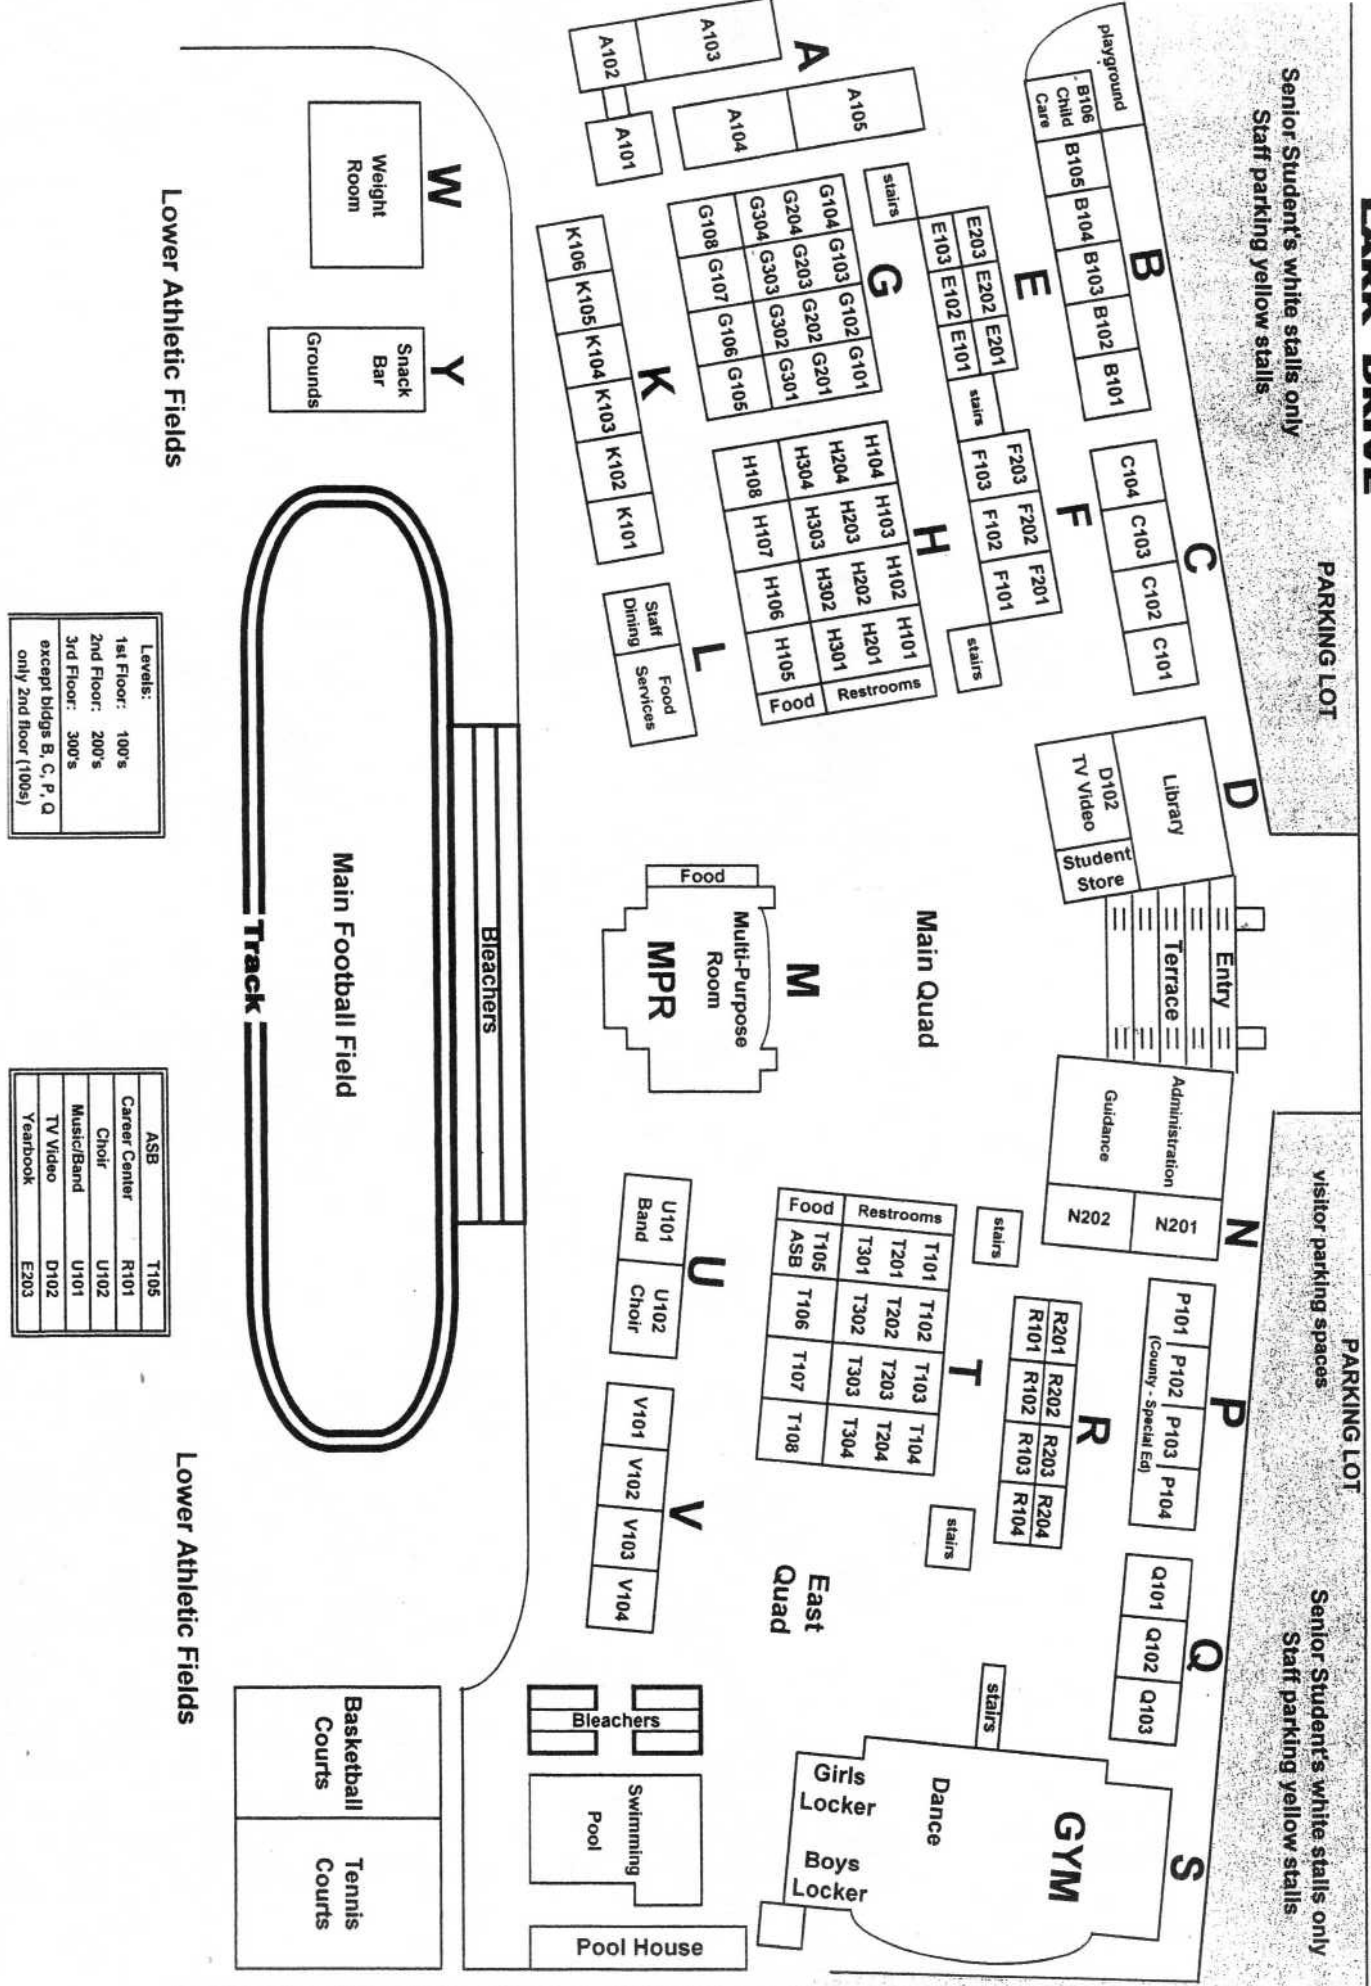 LARK DRIVE
PARKING LOT
Senior Student's white stalls only
Staff parking yellow stalls
PARKING LOT
visitor parking spaces
Senior Student's white stalls only
Staff parking yellow stalls
playground
B106
Child
Care
B105
B104
B103
B102
B101
B
C104
C103
C102
C101
C
D
Library
D102
TV Video
Student
Store
Entry
Terrace
N
Administration
Guidance
N201
N202
P
P101
P102
P103
P104
(County - Special Ed)
Q
Q101
Q102
Q103
S
GYM
Dance
Girls
Locker
Boys
Locker
stairs
A
A103
A102
A101
A105
A104
stairs
E
E203
E202
E201
E103
E102
E101
stairs
F
F203
F202
F201
F103
F102
F101
stairs
G
G104
G103
G102
G101
G204
G203
G202
G201
G304
G303
G302
G301
G108
G107
G106
G105
H
H104
H103
H102
H101
H204
H203
H202
H201
H304
H303
H302
H301
H108
H107
H106
H105
Restrooms
Food
Main Quad
M
Multi-Purpose
Room
MPR
Food
stairs
R
R201
R202
R203
R204
R101
R102
R103
R104
stairs
T
Restrooms
Food
T101
T102
T103
T104
T201
T202
T203
T204
T301
T302
T303
T304
T105
ASB
T106
T107
T108
East
Quad
K
K106
K105
K104
K103
K102
K101
L
Staff
Dining
Food
Services
U
U101
Band
U102
Choir
V
V101
V102
V103
V104
Bleachers
Swimming
Pool
Pool House
W
Weight
Room
Y
Snack
Bar
Grounds
Bleachers
Main Football Field
Track
Basketball
Courts
Tennis
Courts
Lower Athletic Fields
Lower Athletic Fields
Levels:
1st Floor: 100's
2nd Floor: 200's
3rd Floor: 300's
except bldgs B, C, P, Q
only 2nd floor (100s)
ASB T105
Career Center R101
Choir U102
Music/Band U101
TV Video D102
Yearbook E203